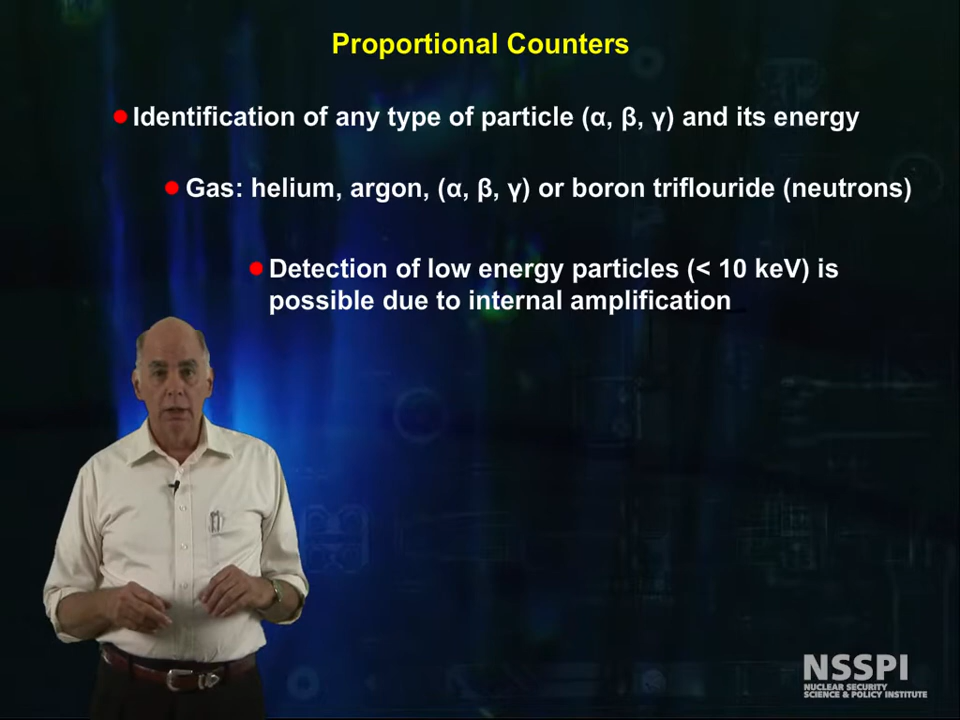 Proportional Counters
Identification of any type of particle (α, β, γ) and its energy
Gas: helium, argon, (α, β, γ) or boron triflouride (neutrons)
Detection of low energy particles (< 10 keV) is
possible due to internal amplification
NSSPI
NUCLEAR SECURITY
SCIENCE & POLICY INSTITUTE